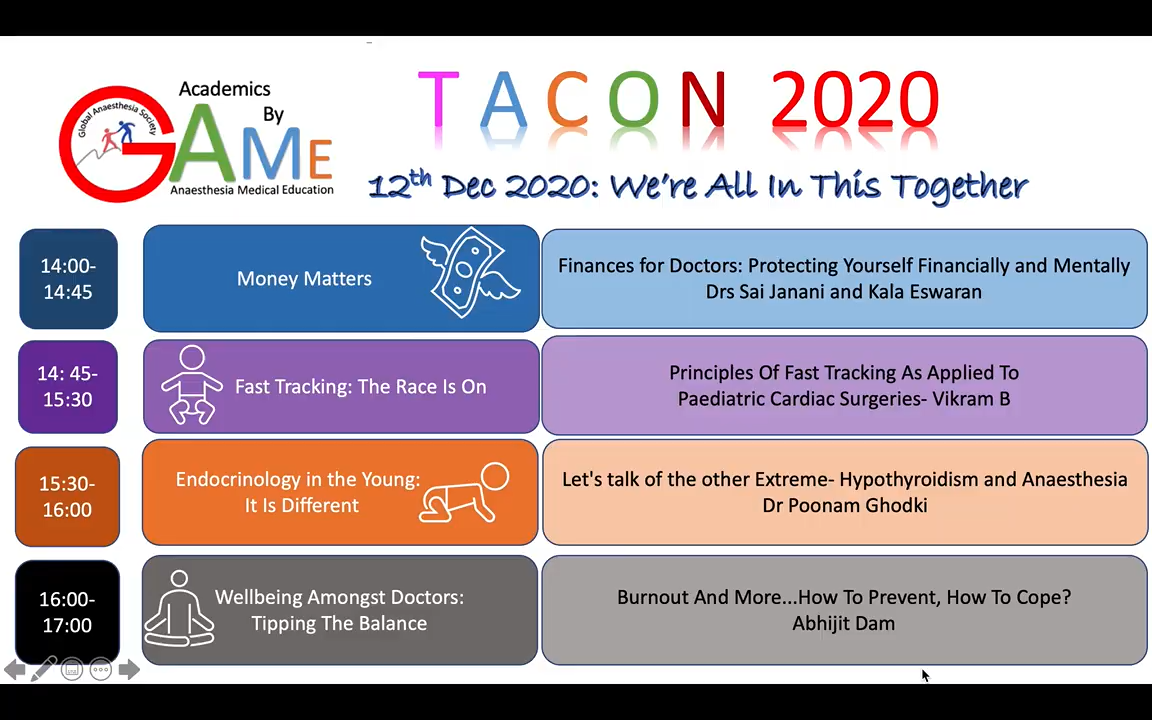 Academics
By
GAME
Global Anaesthesia Society
Anaesthesia Medical Education
TACON 2020
12th Dec 2020: We're All In This Together
14:00-
14:45
Money Matters
Finances for Doctors: Protecting Yourself Financially and Mentally
Drs Sai Janani and Kala Eswaran
14: 45-
15:30
Fast Tracking: The Race Is On
Principles Of Fast Tracking As Applied To
Paediatric Cardiac Surgeries- Vikram B
15:30-
16:00
Endocrinology in the Young:
It Is Different
Let's talk of the other Extreme- Hypothyroidism and Anaesthesia
Dr Poonam Ghodki
16:00-
17:00
Wellbeing Amongst Doctors:
Tipping The Balance
Burnout And More...How To Prevent, How To Cope?
Abhijit Dam